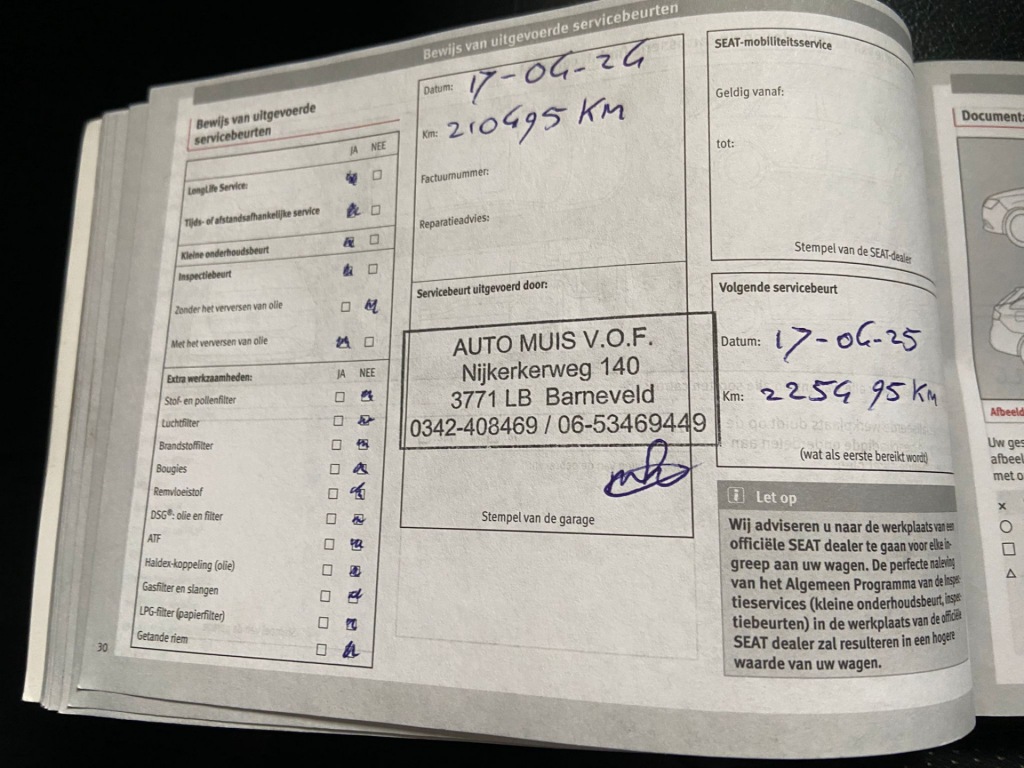 Bewijs van uitgevoerde servicebeurten
Bewijs van uitgevoerde
servicebeurten
JA NEE
LongLife Service:
Tijds- of afstandsafhankelijke service
Kleine onderhoudsbeurt
Inspectiebeurt
Zonder het verversen van olie
Met het verversen van olie
Extra werkzaamheden: JA NEE
Stof- en pollenfilter
Luchtfilter
Brandstoffilter
Bougies
Remvloeistof
DSG®: olie en filter
ATF
Haldex-koppeling (olie)
Gasfilter en slangen
LPG-filter (papierfilter)
Getande riem
30
Datum: 17-04-24
Km: 210495 KM
Factuurnummer:
Reparatieadvies:
Servicebeurt uitgevoerd door:
AUTO MUIS V.O.F.
Nijkerkerweg 140
3771 LB Barneveld
0342-408469 / 06-53469449
Stempel van de garage
SEAT-mobiliteitsservice
Geldig vanaf:
tot:
Stempel van de SEAT-dealer
Volgende servicebeurt
Datum: 17-04-25
Km: 225495 KM
(wat als eerste bereikt wordt)
i Let op
Wij adviseren u naar de werkplaats van een
officiële SEAT dealer te gaan voor elke in-
greep aan uw wagen. De perfecte naleving
van het Algemeen Programma van de Inspec-
tieservices (kleine onderhoudsbeurt, inspec-
tiebeurten) in de werkplaats van de officiële
SEAT dealer zal resulteren in een hogere
waarde van uw wagen.
Documenta
Afbeeld
Uw ges
afbeel
met o